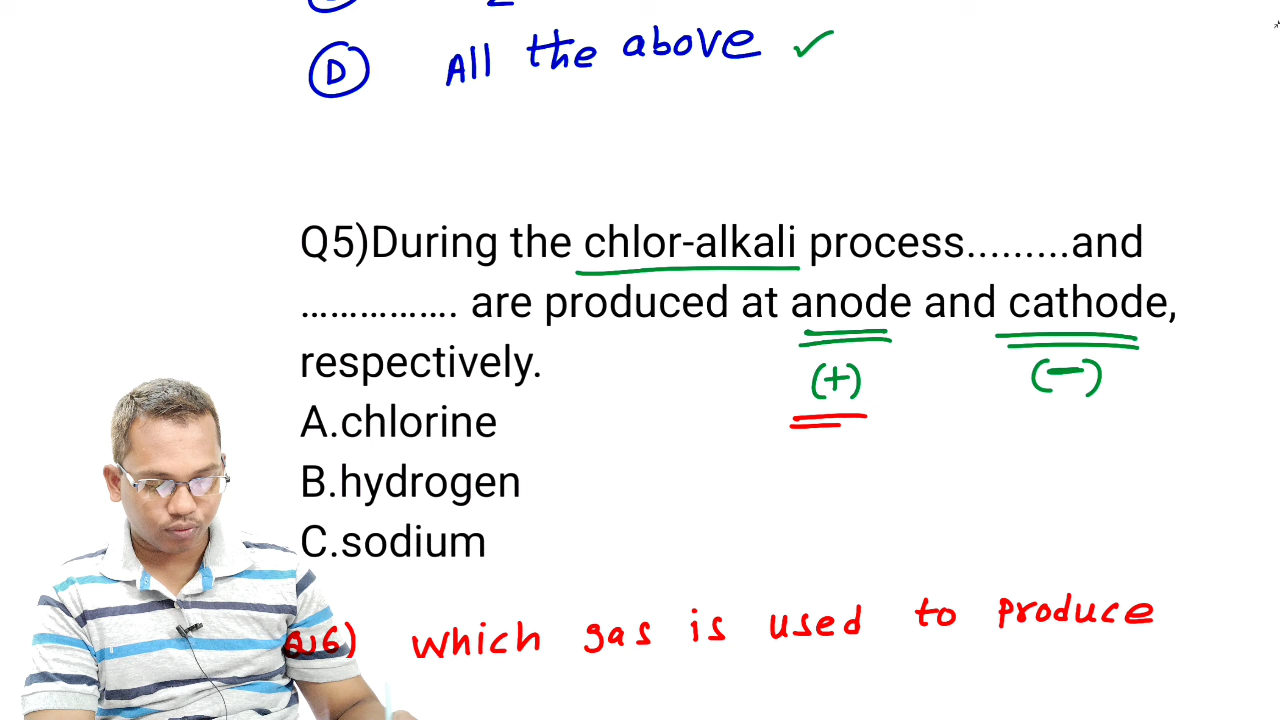 D All the above ✓
Q5)During the chlor-alkali process.........and
................ are produced at anode and cathode,
respectively.
(+) (−)
A.chlorine
B.hydrogen
C.sodium
Q6) Which gas is used to produce